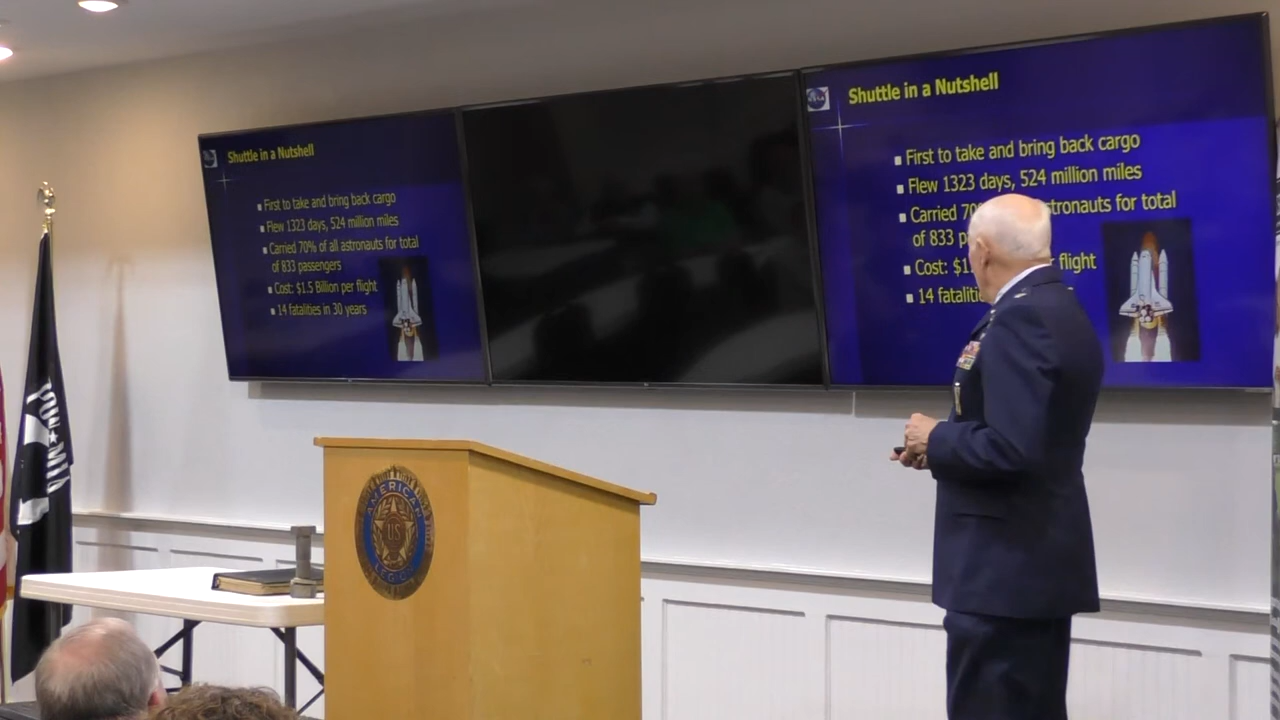 Shuttle in a Nutshell
First to take and bring back cargo
Flew 1323 days, 524 million miles
Carried 70% of all astronauts for total
of 833 passengers
Cost: $1.5 Billion per flight
14 fatalities in 30 years
NASA
Shuttle in a Nutshell
First to take and bring back cargo
Flew 1323 days, 524 million miles
Carried 70 astronauts for total
of 833 p
Cost: $1. flight
14 fatalitie
POW★MIA
AMERICAN
US
LEGION